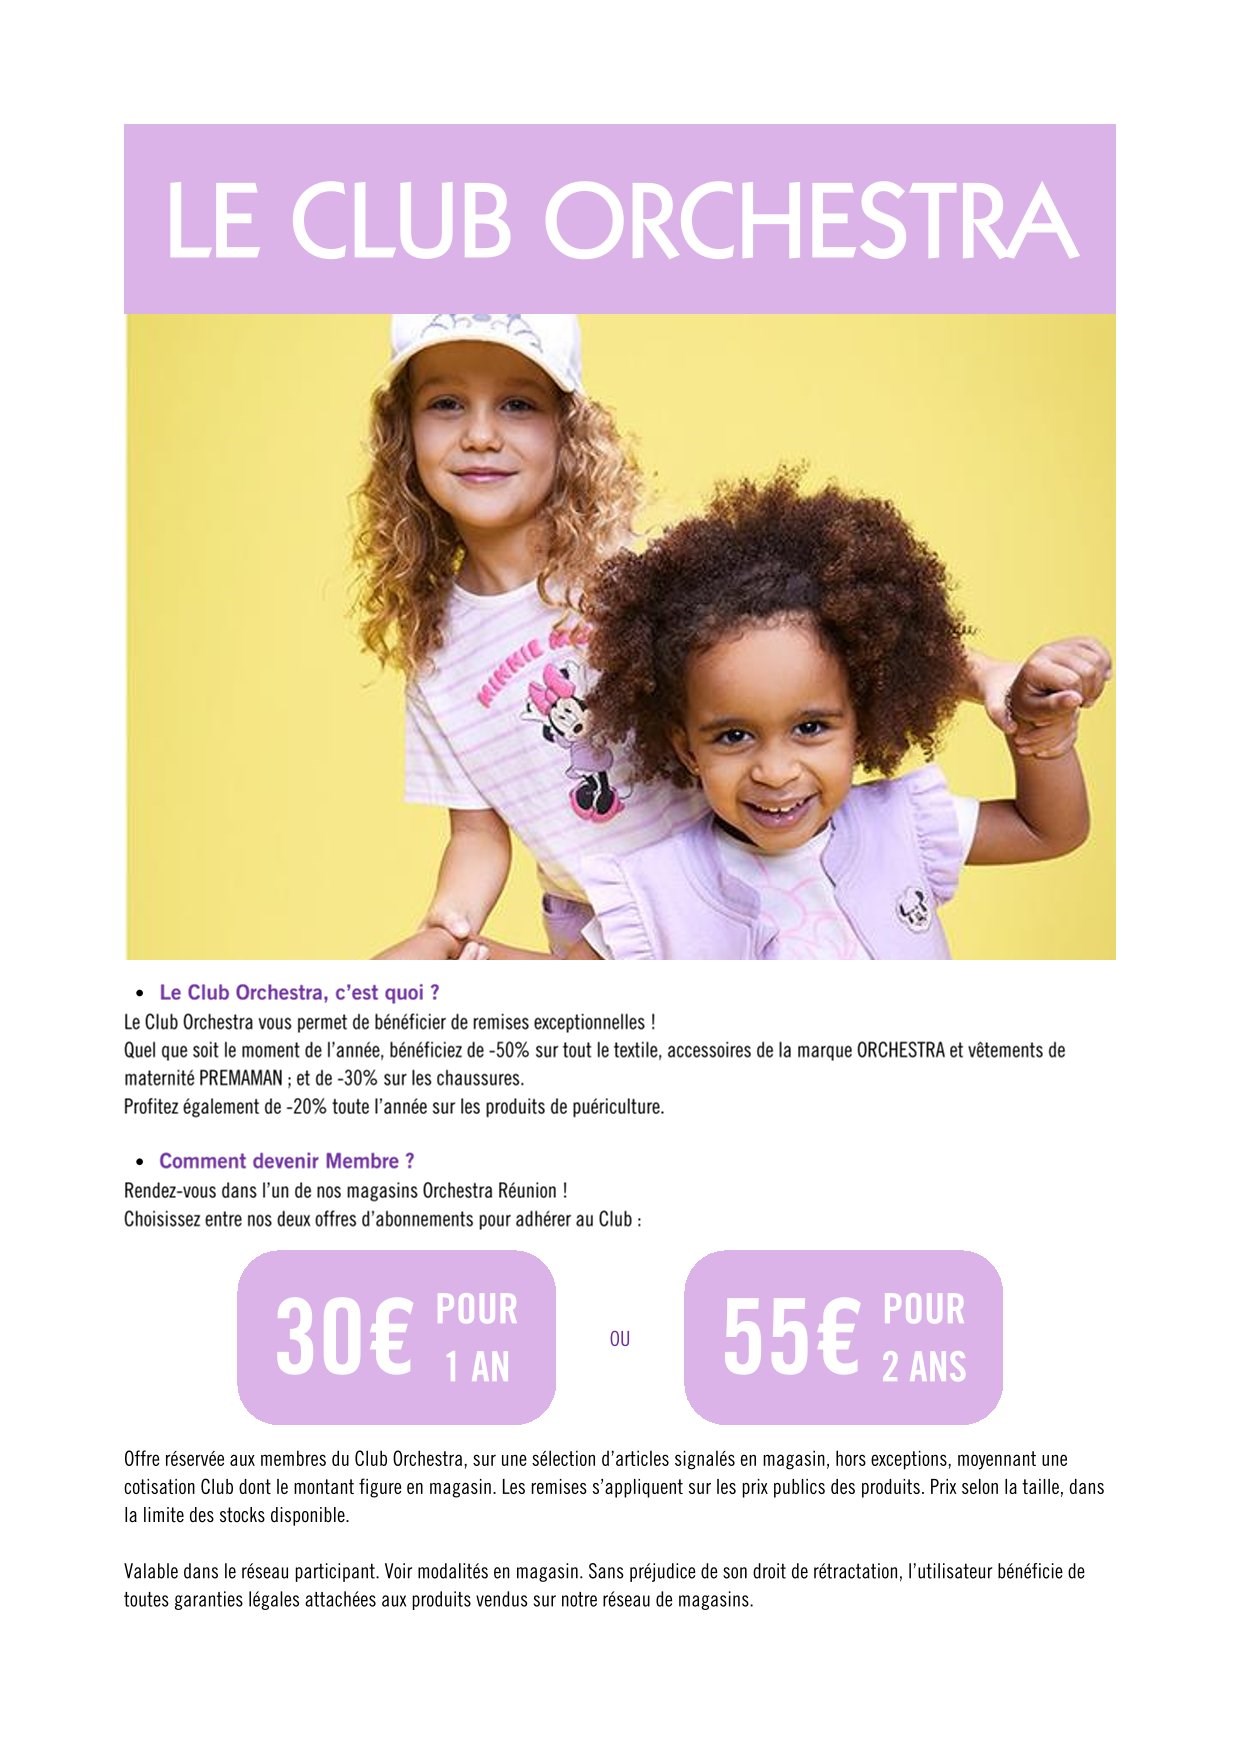 LE CLUB ORCHESTRA
MINNIE M
• Le Club Orchestra, c’est quoi ?
Le Club Orchestra vous permet de bénéficier de remises exceptionnelles !
Quel que soit le moment de l’année, bénéficiez de -50% sur tout le textile, accessoires de la marque ORCHESTRA et vêtements de
maternité PREMAMAN ; et de -30% sur les chaussures.
Profitez également de -20% toute l’année sur les produits de puériculture.
• Comment devenir Membre ?
Rendez-vous dans l’un de nos magasins Orchestra Réunion !
Choisissez entre nos deux offres d’abonnements pour adhérer au Club :
30€ POUR 1 AN
OU
55€ POUR 2 ANS
Offre réservée aux membres du Club Orchestra, sur une sélection d’articles signalés en magasin, hors exceptions, moyennant une
cotisation Club dont le montant figure en magasin. Les remises s’appliquent sur les prix publics des produits. Prix selon la taille, dans
la limite des stocks disponible.
Valable dans le réseau participant. Voir modalités en magasin. Sans préjudice de son droit de rétractation, l’utilisateur bénéficie de
toutes garanties légales attachées aux produits vendus sur notre réseau de magasins.